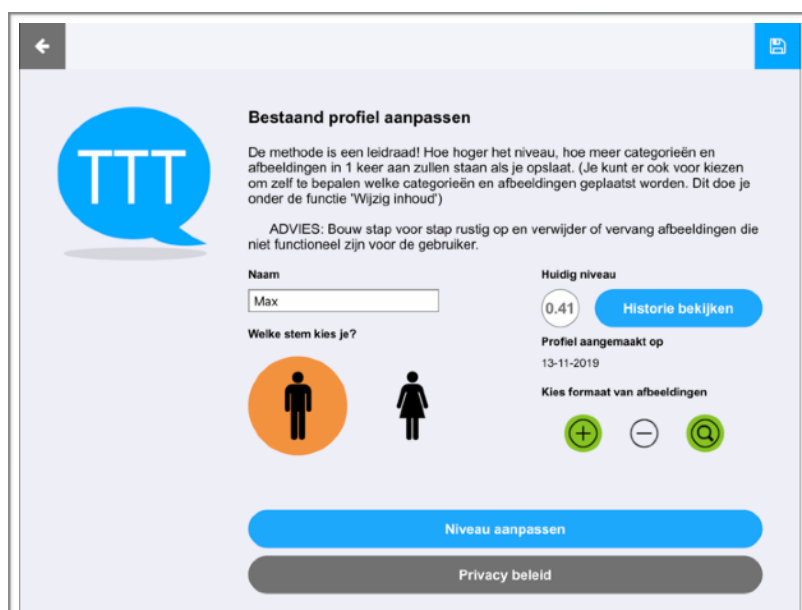 TTT
Bestaand profiel aanpassen
De methode is een leidraad! Hoe hoger het niveau, hoe meer categorieën en
afbeeldingen in 1 keer aan zullen staan als je opslaat. (Je kunt er ook voor kiezen
om zelf te bepalen welke categorieën en afbeeldingen geplaatst worden. Dit doe je
onder de functie 'Wijzig inhoud')
ADVIES: Bouw stap voor stap rustig op en verwijder of vervang afbeeldingen die
niet functioneel zijn voor de gebruiker.
Naam
Max
Welke stem kies je?
Huidig niveau
0.41 Historie bekijken
Profiel aangemaakt op
13-11-2019
Kies formaat van afbeeldingen
Niveau aanpassen
Privacy beleid